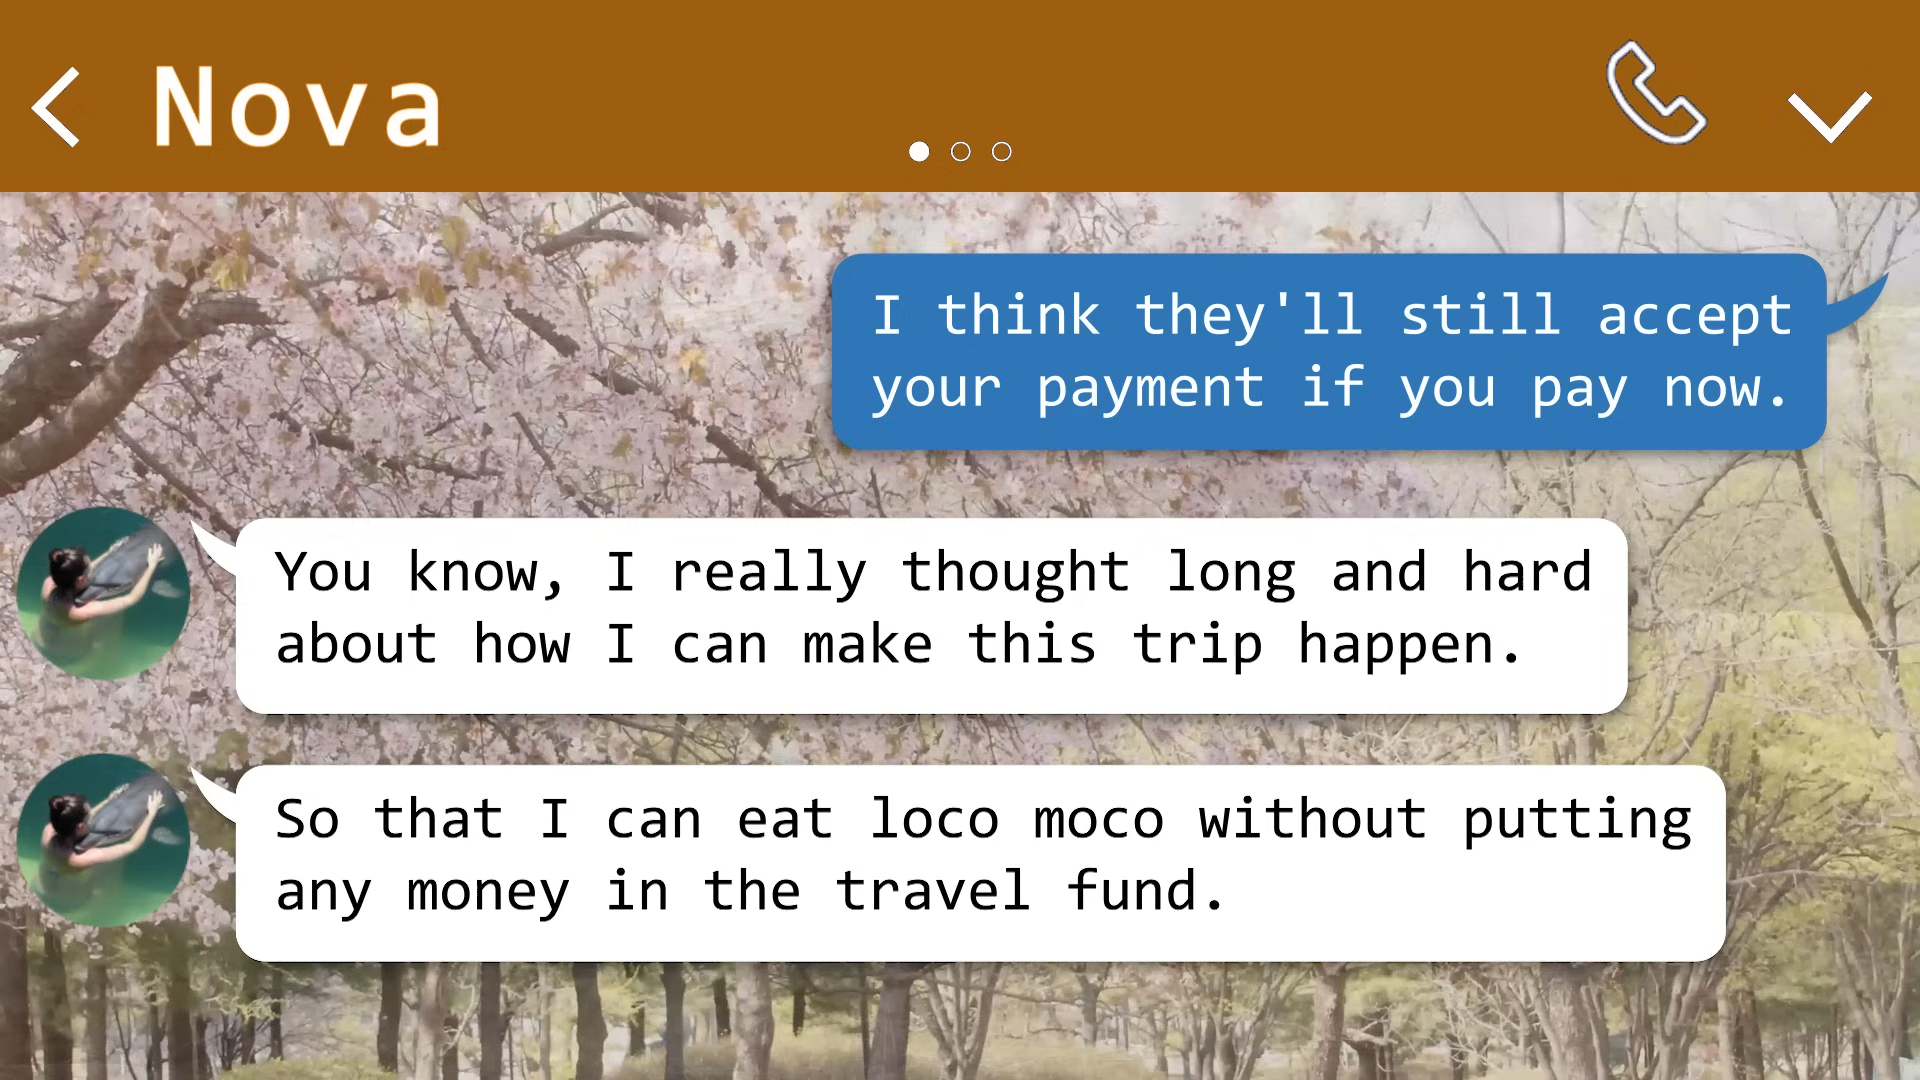 Nova
I think they'll still accept
your payment if you pay now.
You know, I really thought long and hard
about how I can make this trip happen.
So that I can eat loco moco without putting
any money in the travel fund.